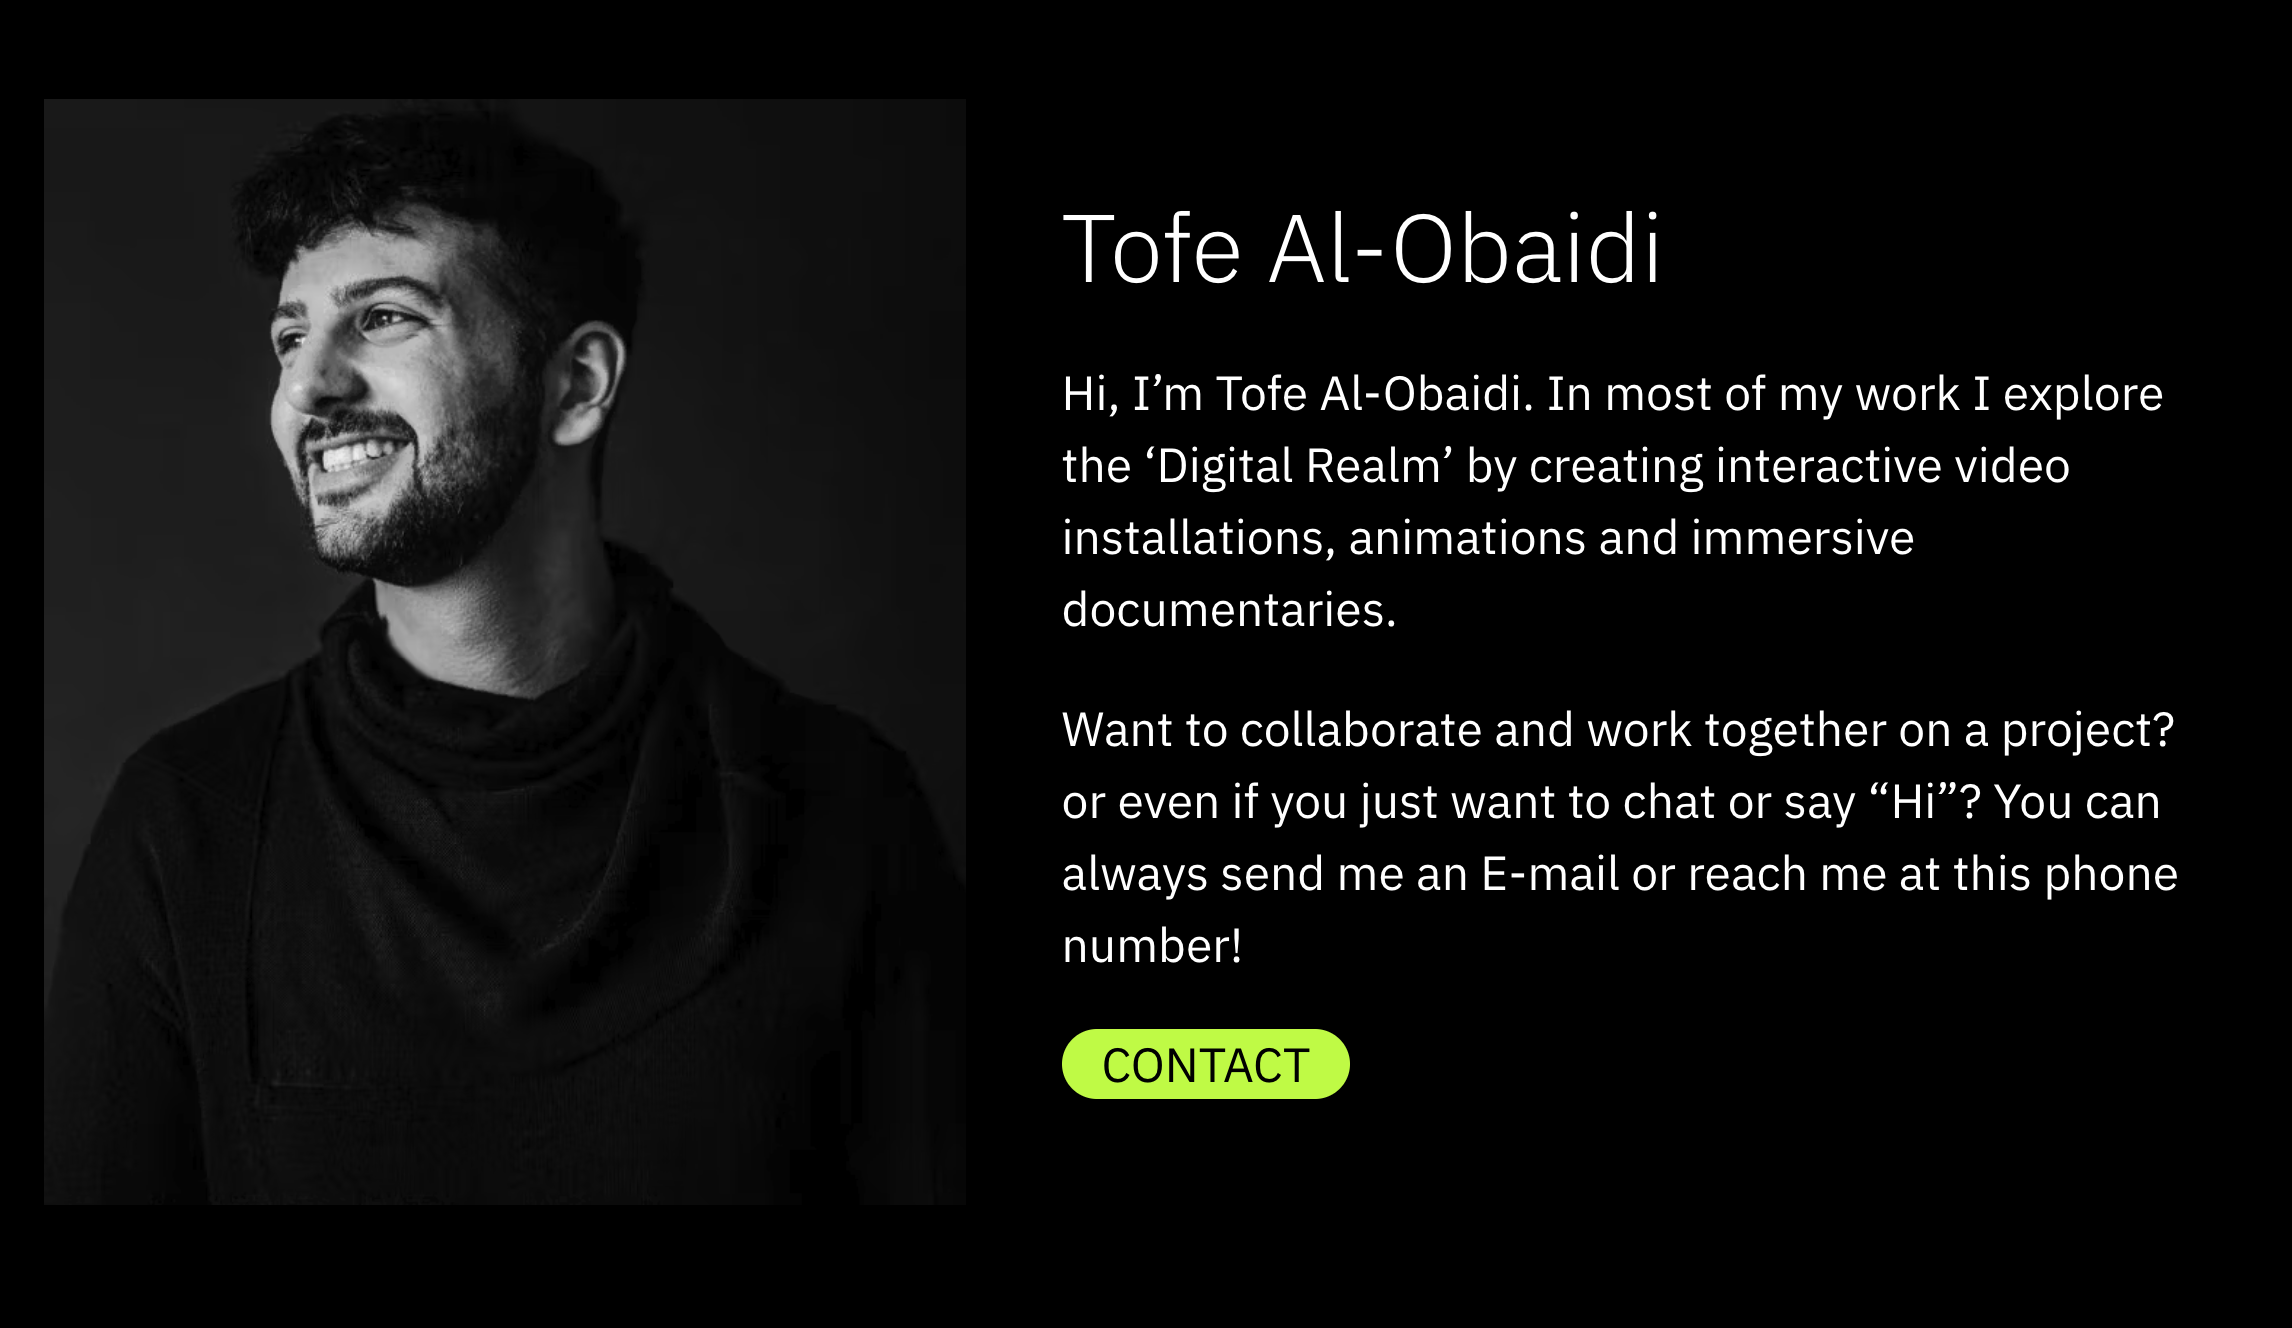 Tofe Al-Obaidi
Hi, I’m Tofe Al-Obaidi. In most of my work I explore
the ‘Digital Realm’ by creating interactive video
installations, animations and immersive
documentaries.
Want to collaborate and work together on a project?
or even if you just want to chat or say “Hi”? You can
always send me an E-mail or reach me at this phone
number!
CONTACT